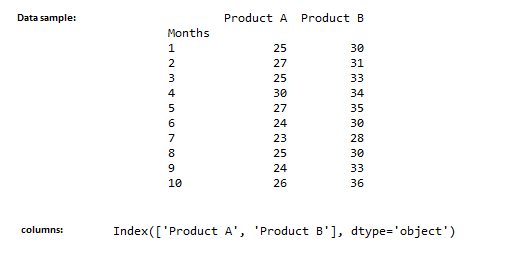 Data sample: Product A Product B
Months
1 25 30
2 27 31
3 25 33
4 30 34
5 27 35
6 24 30
7 23 28
8 25 30
9 24 33
10 26 36
columns: Index(['Product A', 'Product B'], dtype='object')